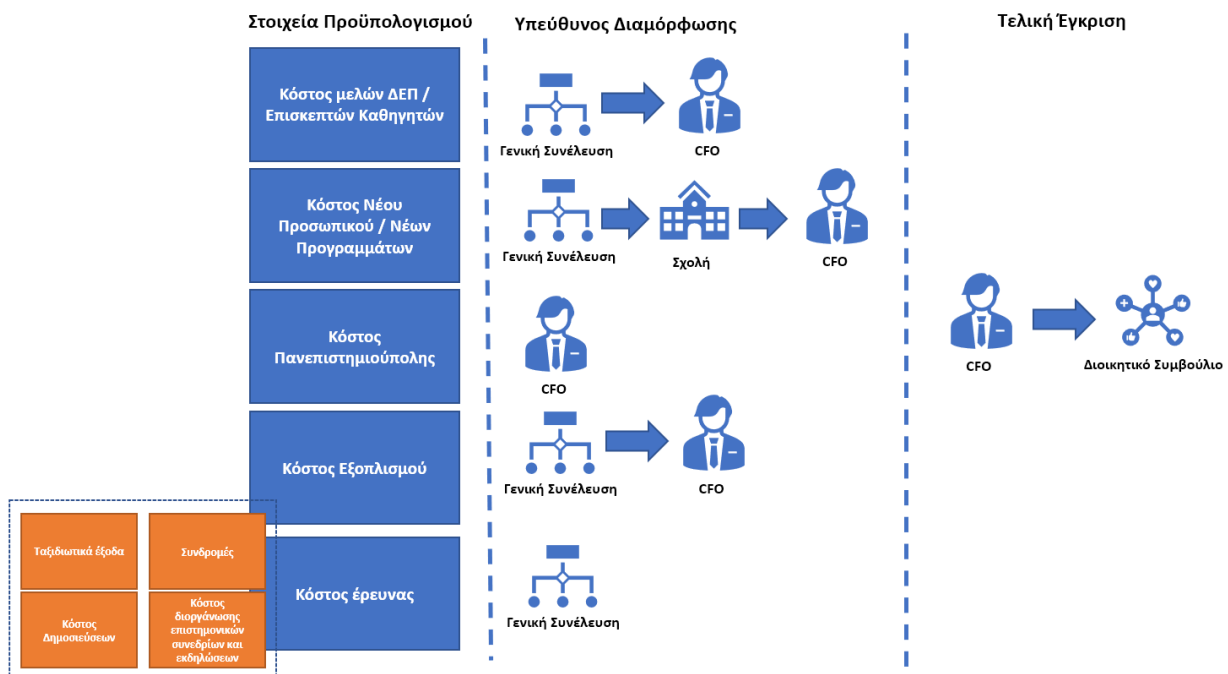 Στοιχεία Προϋπολογισμού
Υπεύθυνος Διαμόρφωσης
Τελική Έγκριση
Κόστος μελών ΔΕΠ /
Επισκεπτών Καθηγητών
Γενική Συνέλευση
CFO
Κόστος Νέου
Προσωπικού / Νέων
Προγραμμάτων
Γενική Συνέλευση
Σχολή
CFO
Κόστος
Πανεπιστημιούπολης
CFO
CFO
Διοικητικό Συμβούλιο
Κόστος Εξοπλισμού
Γενική Συνέλευση
CFO
Ταξιδιωτικά έξοδα
Συνδρομές
Κόστος
Δημοσιεύσεων
Κόστος
διοργάνωσης
επιστημονικών
συνεδρίων και
εκδηλώσεων
Κόστος έρευνας
Γενική Συνέλευση